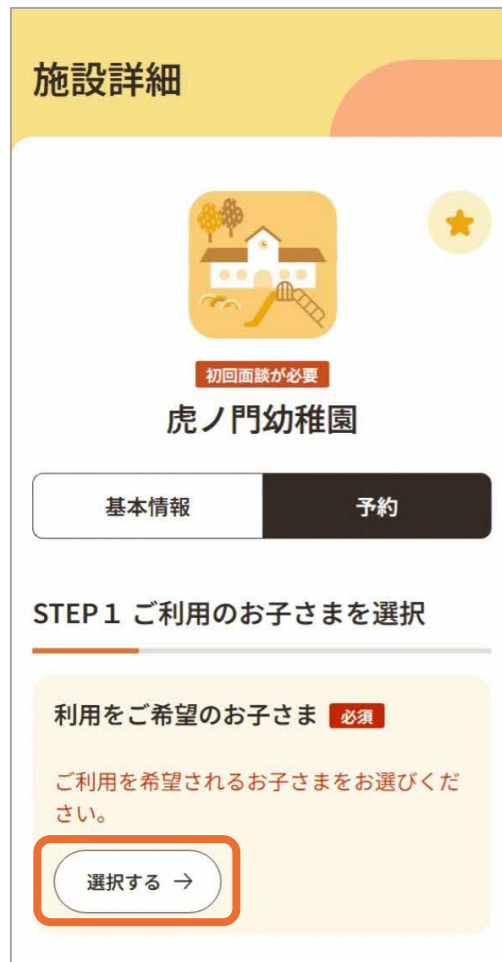 施設詳細
初回面談が必要
虎ノ門幼稚園
基本情報
予約
STEP１ ご利用のお子さまを選択
利用をご希望のお子さま 必須
ご利用を希望されるお子さまをお選びくだ
さい。
選択する →